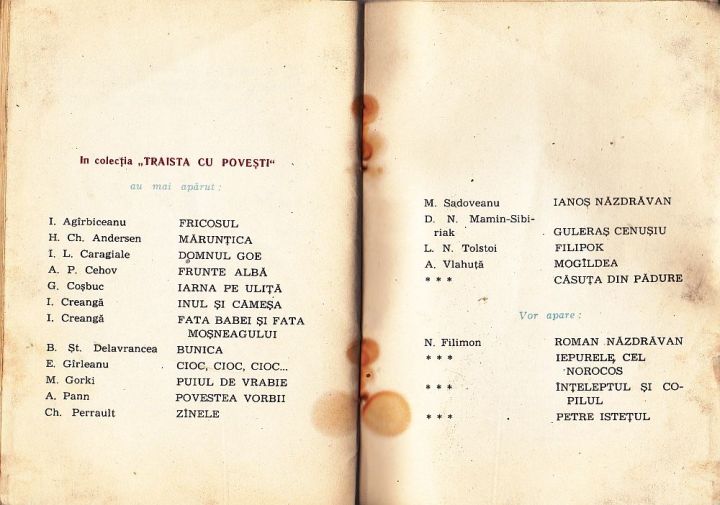 In colecția „TRAISTA CU POVEȘTI“
au mai apărut:
I. Agîrbiceanu FRICOSUL
H. Ch. Andersen MĂRUNȚICA
I. L. Caragiale DOMNUL GOE
A. P. Cehov FRUNTE ALBĂ
G. Coșbuc IARNA PE ULIȚĂ
I. Creangă INUL ȘI CAMEȘA
I. Creangă FATA BABEI ȘI FATA
MOȘNEAGULUI
B. Șt. Delavrancea BUNICA
E. Gîrleanu CIOC, CIOC, CIOC...
M. Gorki PUIUL DE VRABIE
A. Pann POVESTEA VORBII
Ch. Perrault ZÎNELE
M. Sadoveanu IANOȘ NĂZDRĂVAN
D. N. Mamin-Sibi-
riak GULERAȘ CENUȘIU
L. N. Tolstoi FILIPOK
A. Vlahuță MOGÎLDEA
* * * CĂSUȚA DIN PĂDURE
Vor apare:
N. Filimon ROMAN NĂZDRĂVAN
* * * IEPURELE CEL
NOROCOS
* * * ÎNȚELEPTUL ȘI CO-
PILUL
* * * PETRE ISTEȚUL